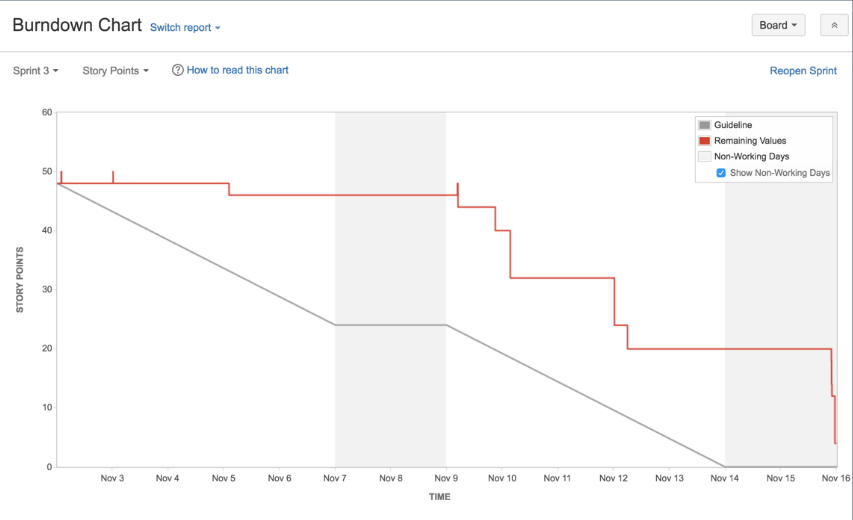 Burndown Chart Switch report
Board
Sprint 3 Story Points ? How to read this chart Reopen Sprint
60
50
40
30
20
10
0
STORY POINTS
Guideline
Remaining Values
Non-Working Days
Show Non-Working Days
Nov 3 Nov 4 Nov 5 Nov 6 Nov 7 Nov 8 Nov 9 Nov 10 Nov 11 Nov 12 Nov 13 Nov 14 Nov 15 Nov 16
TIME